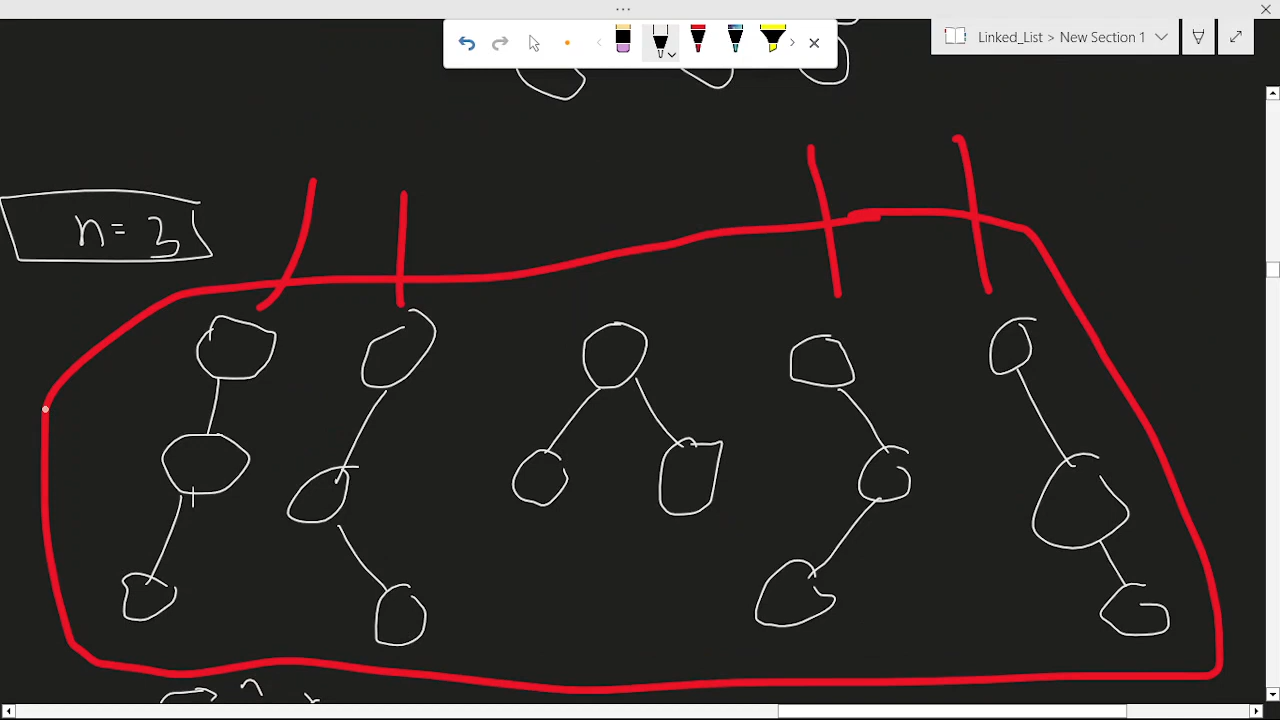 Linked_List > New Section 1
n = 3
n